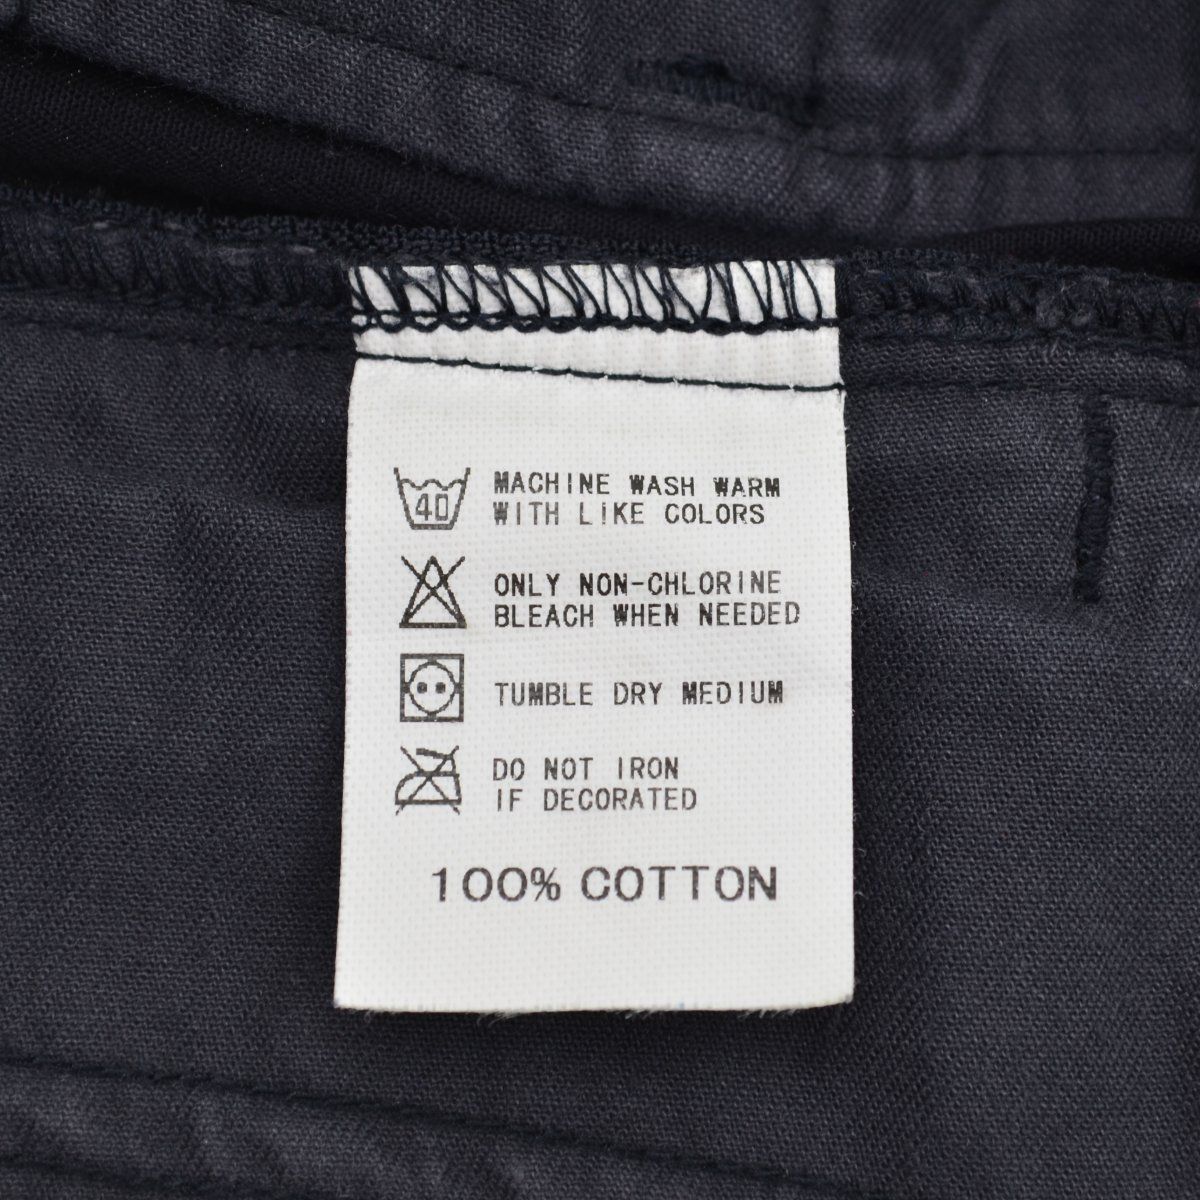 40 MACHINE WASH WARM
WITH LIKE COLORS
ONLY NON-CHLORINE
BLEACH WHEN NEEDED
TUMBLE DRY MEDIUM
DO NOT IRON
IF DECORATED
100% COTTON